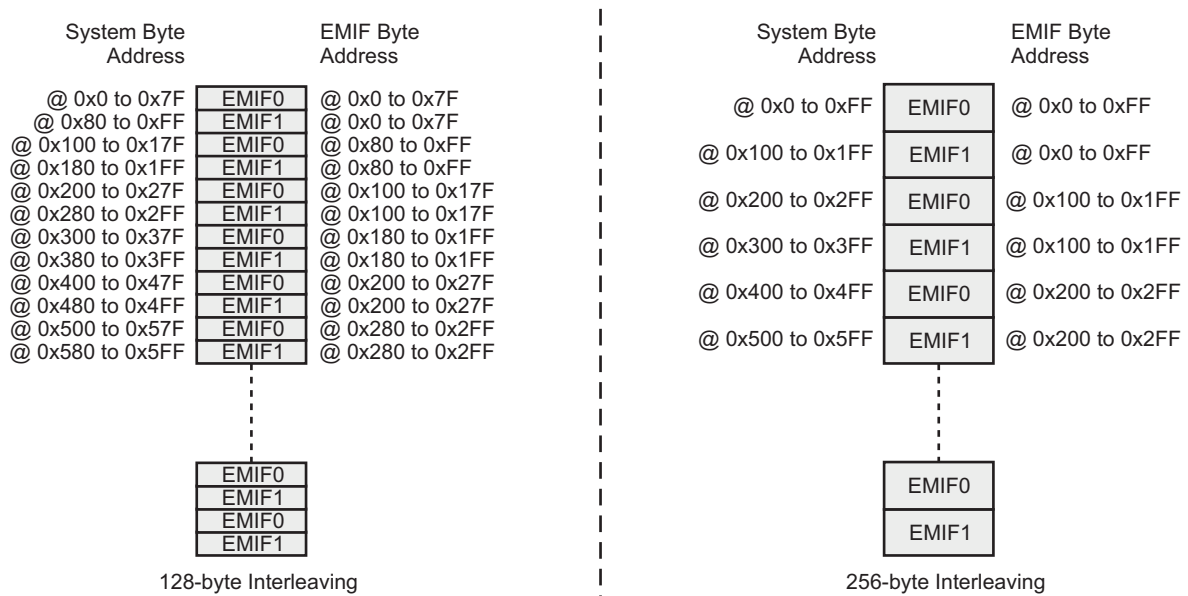 System Byte
Address
EMIF Byte
Address
@ 0x0 to 0x7F EMIF0 @ 0x0 to 0x7F
@ 0x80 to 0xFF EMIF1 @ 0x0 to 0x7F
@ 0x100 to 0x17F EMIF0 @ 0x80 to 0xFF
@ 0x180 to 0x1FF EMIF1 @ 0x80 to 0xFF
@ 0x200 to 0x27F EMIF0 @ 0x100 to 0x17F
@ 0x280 to 0x2FF EMIF1 @ 0x100 to 0x17F
@ 0x300 to 0x37F EMIF0 @ 0x180 to 0x1FF
@ 0x380 to 0x3FF EMIF1 @ 0x180 to 0x1FF
@ 0x400 to 0x47F EMIF0 @ 0x200 to 0x27F
@ 0x480 to 0x4FF EMIF1 @ 0x200 to 0x27F
@ 0x500 to 0x57F EMIF0 @ 0x280 to 0x2FF
@ 0x580 to 0x5FF EMIF1 @ 0x280 to 0x2FF
EMIF0
EMIF1
EMIF0
EMIF1
128-byte Interleaving
System Byte
Address
EMIF Byte
Address
@ 0x0 to 0xFF EMIF0 @ 0x0 to 0xFF
@ 0x100 to 0x1FF EMIF1 @ 0x0 to 0xFF
@ 0x200 to 0x2FF EMIF0 @ 0x100 to 0x1FF
@ 0x300 to 0x3FF EMIF1 @ 0x100 to 0x1FF
@ 0x400 to 0x4FF EMIF0 @ 0x200 to 0x2FF
@ 0x500 to 0x5FF EMIF1 @ 0x200 to 0x2FF
EMIF0
EMIF1
256-byte Interleaving